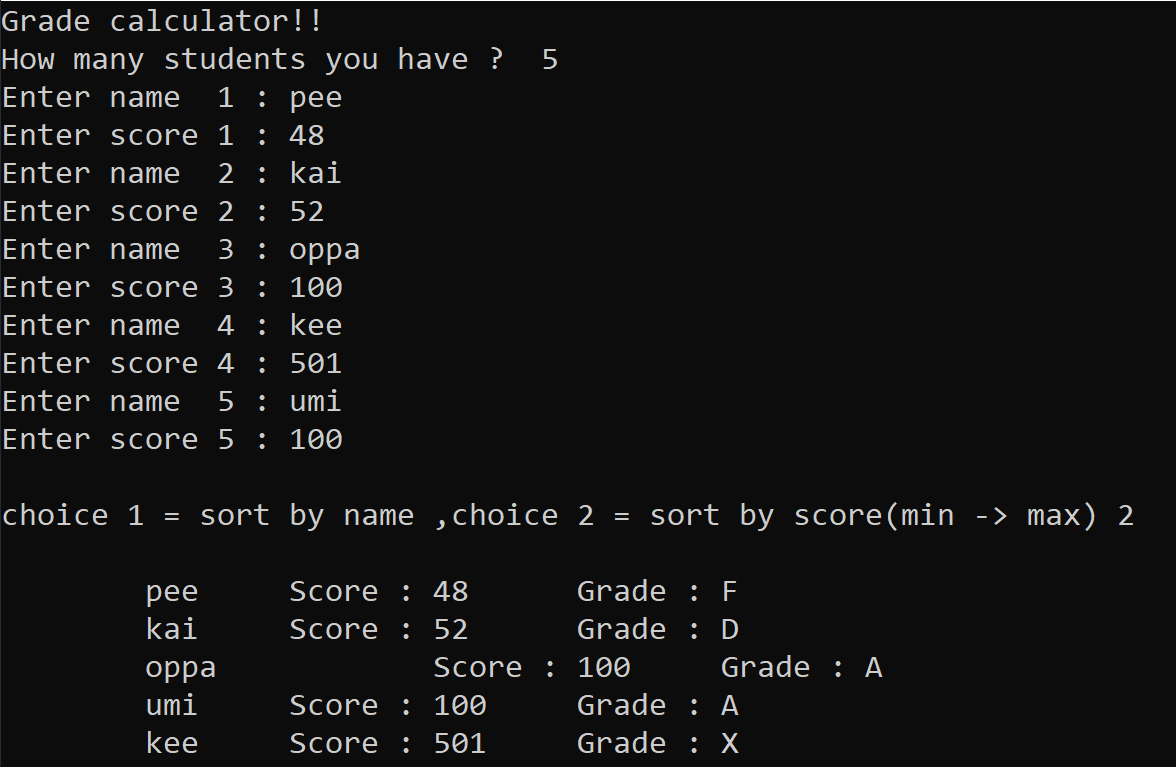 Grade calculator!!
How many students you have ?  5
Enter name  1 : pee
Enter score 1 : 48
Enter name  2 : kai
Enter score 2 : 52
Enter name  3 : oppa
Enter score 3 : 100
Enter name  4 : kee
Enter score 4 : 501
Enter name  5 : umi
Enter score 5 : 100
choice 1 = sort by name ,choice 2 = sort by score(min -> max) 2
pee     Score : 48      Grade : F
kai     Score : 52      Grade : D
oppa            Score : 100     Grade : A
umi     Score : 100     Grade : A
kee     Score : 501     Grade : X